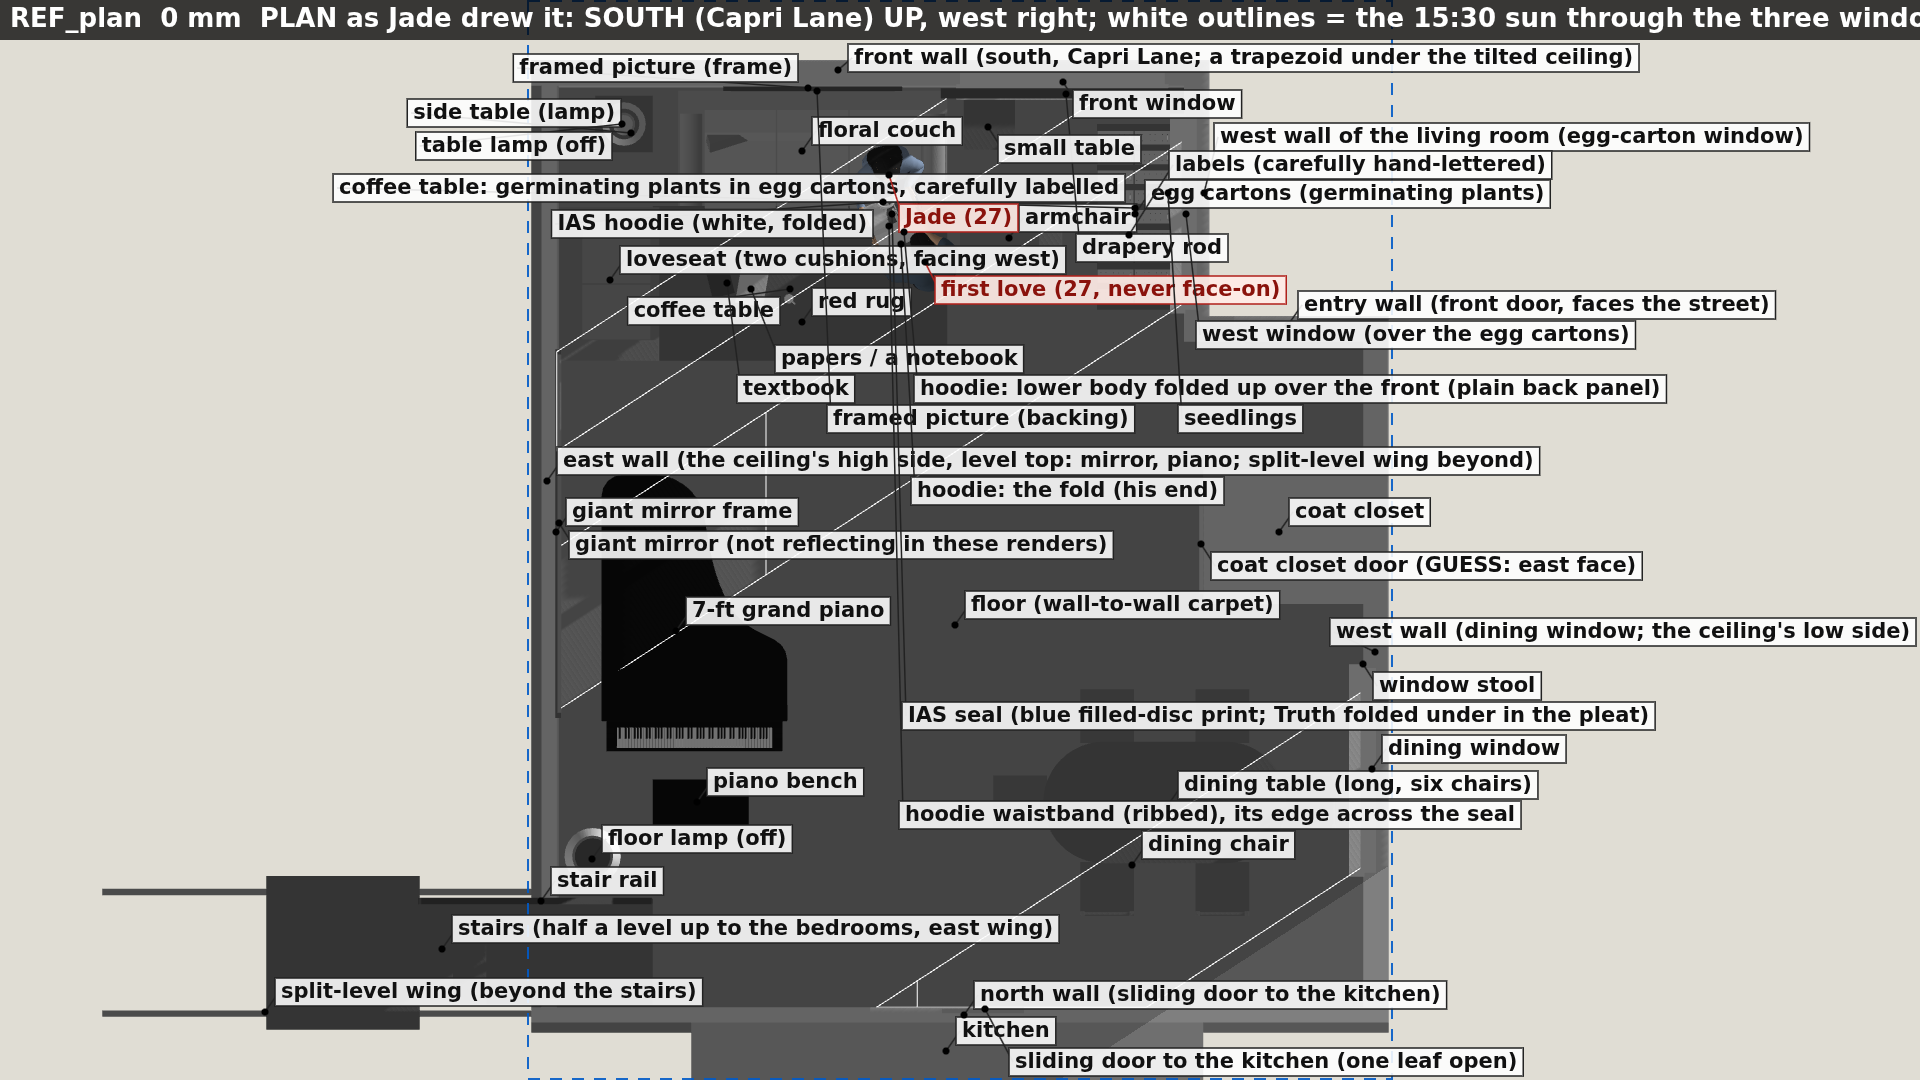 REF_plan  0 mm  PLAN as Jade drew it: SOUTH (Capri Lane) UP, west right; white outlines = the 15:30 sun through the three windo
front wall (south, Capri Lane; a trapezoid under the tilted ceiling)
framed picture (frame)
front window
side table (lamp)
floral couch
west wall of the living room (egg-carton window)
table lamp (off)
small table
labels (carefully hand-lettered)
coffee table: germinating plants in egg cartons, carefully labelled
egg cartons (germinating plants)
IAS hoodie (white, folded)
Jade (27)
armchair
drapery rod
loveseat (two cushions, facing west)
first love (27, never face-on)
coffee table
red rug
entry wall (front door, faces the street)
west window (over the egg cartons)
papers / a notebook
textbook
hoodie: lower body folded up over the front (plain back panel)
framed picture (backing)
seedlings
east wall (the ceiling's high side, level top: mirror, piano; split-level wing beyond)
hoodie: the fold (his end)
giant mirror frame
coat closet
giant mirror (not reflecting in these renders)
coat closet door (GUESS: east face)
7-ft grand piano
floor (wall-to-wall carpet)
west wall (dining window; the ceiling's low side)
window stool
IAS seal (blue filled-disc print; Truth folded under in the pleat)
dining window
piano bench
dining table (long, six chairs)
hoodie waistband (ribbed), its edge across the seal
floor lamp (off)
dining chair
stair rail
stairs (half a level up to the bedrooms, east wing)
split-level wing (beyond the stairs)
north wall (sliding door to the kitchen)
kitchen
sliding door to the kitchen (one leaf open)